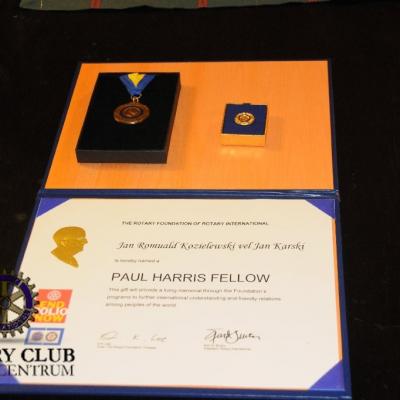 THE ROTARY FOUNDATION OF ROTARY INTERNATIONAL
Jan Romuald Kozielewski vel Jan Karski
is hereby named a
PAUL HARRIS FELLOW
This gift will provide a living memorial through the Foundation's
programs to further international understanding and friendly relations
among peoples of the world.
END
POLIO
NOW
RY CLUB
CENTRUM